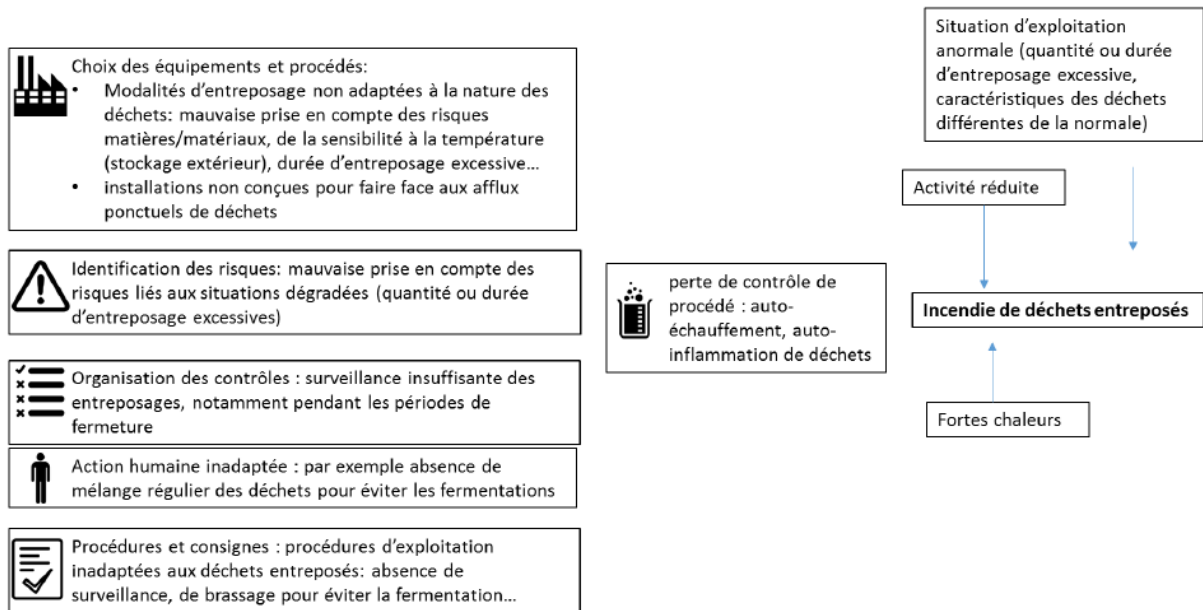 Choix des équipements et procédés:
• Modalités d'entreposage non adaptées à la nature des
déchets: mauvaise prise en compte des risques
matières/matériaux, de la sensibilité à la température
(stockage extérieur), durée d'entreposage excessive...
• installations non conçues pour faire face aux afflux
ponctuels de déchets
Identification des risques: mauvaise prise en compte des
risques liés aux situations dégradées (quantité ou durée
d'entreposage excessives)
Organisation des contrôles : surveillance insuffisante des
entreposages, notamment pendant les périodes de
fermeture
Action humaine inadaptée : par exemple absence de
mélange régulier des déchets pour éviter les fermentations
Procédures et consignes : procédures d'exploitation
inadaptées aux déchets entreposés: absence de
surveillance, de brassage pour éviter la fermentation...
perte de contrôle de
procédé : auto-
échauffement, auto-
inflammation de déchets
Situation d'exploitation
anormale (quantité ou durée
d'entreposage excessive,
caractéristiques des déchets
différentes de la normale)
Activité réduite
Incendie de déchets entreposés
Fortes chaleurs